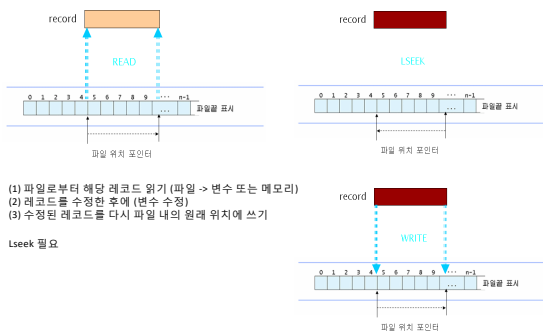 record
READ
0 1 2 3 4 5 6 7 8 9 ... n-1
... 파일끝 표시
파일 위치 포인터
record
LSEEK
0 1 2 3 4 5 6 7 8 9 ... n-1
... 파일끝 표시
파일 위치 포인터
(1) 파일로부터 해당 레코드 읽기 (파일 -> 변수 또는 메모리)
(2) 레코드를 수정한 후에 (변수 수정)
(3) 수정된 레코드를 다시 파일 내의 원래 위치에 쓰기
Lseek 필요
record
WRITE
0 1 2 3 4 5 6 7 8 9 ... n-1
... 파일끝 표시
파일 위치 포인터